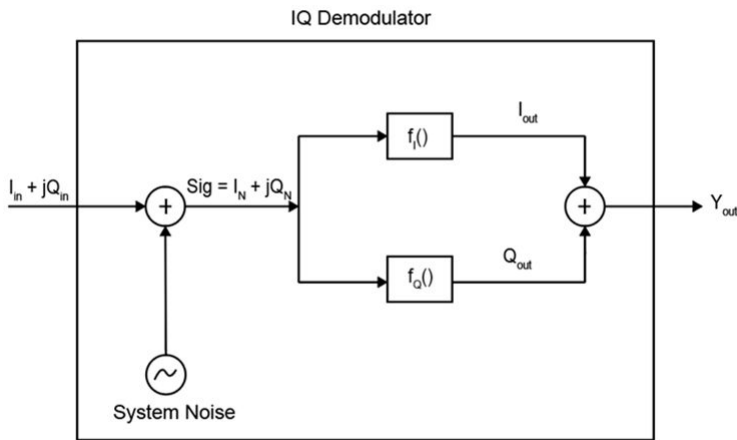 IQ Demodulator
f_I()
I_out
I_in + jQ_in
Sig = I_N + jQ_N
+
+
Y_out
f_Q()
Q_out
System Noise